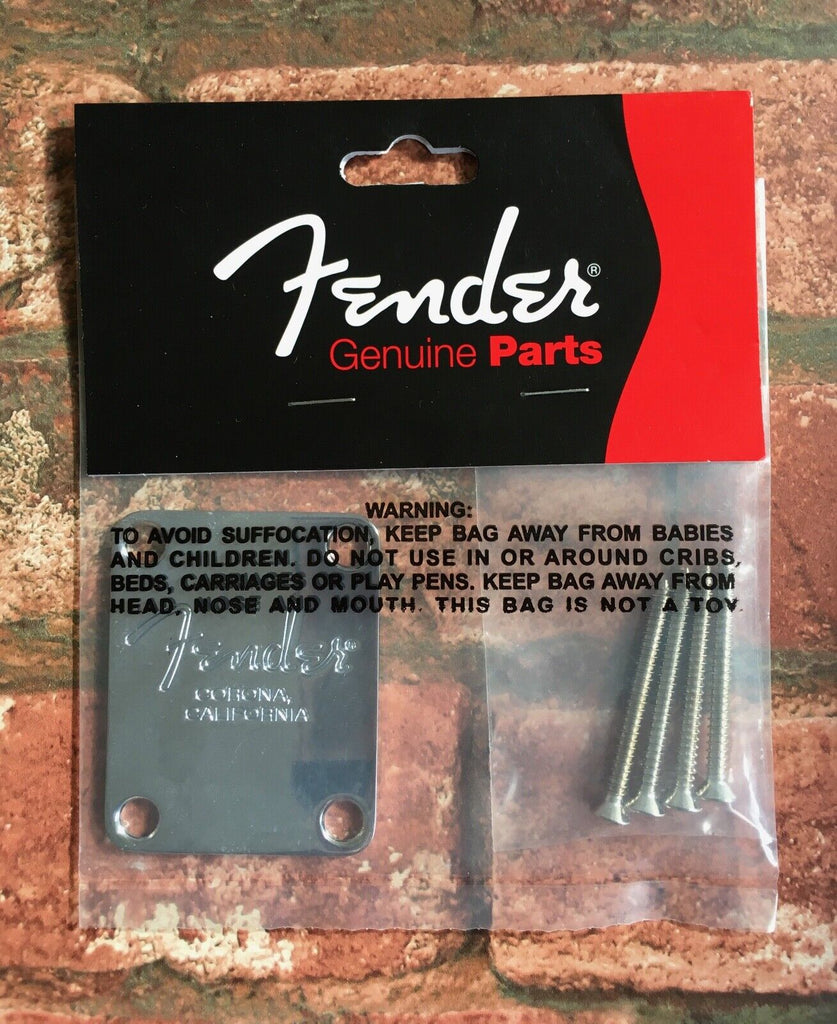 Fender®
Genuine Parts
WARNING:
TO AVOID SUFFOCATION, KEEP BAG AWAY FROM BABIES
AND CHILDREN. DO NOT USE IN OR AROUND CRIBS,
BEDS, CARRIAGES OR PLAY PENS. KEEP BAG AWAY FROM
HEAD, NOSE AND MOUTH. THIS BAG IS NOT A TOY.
Fender®
CORONA,
CALIFORNIA